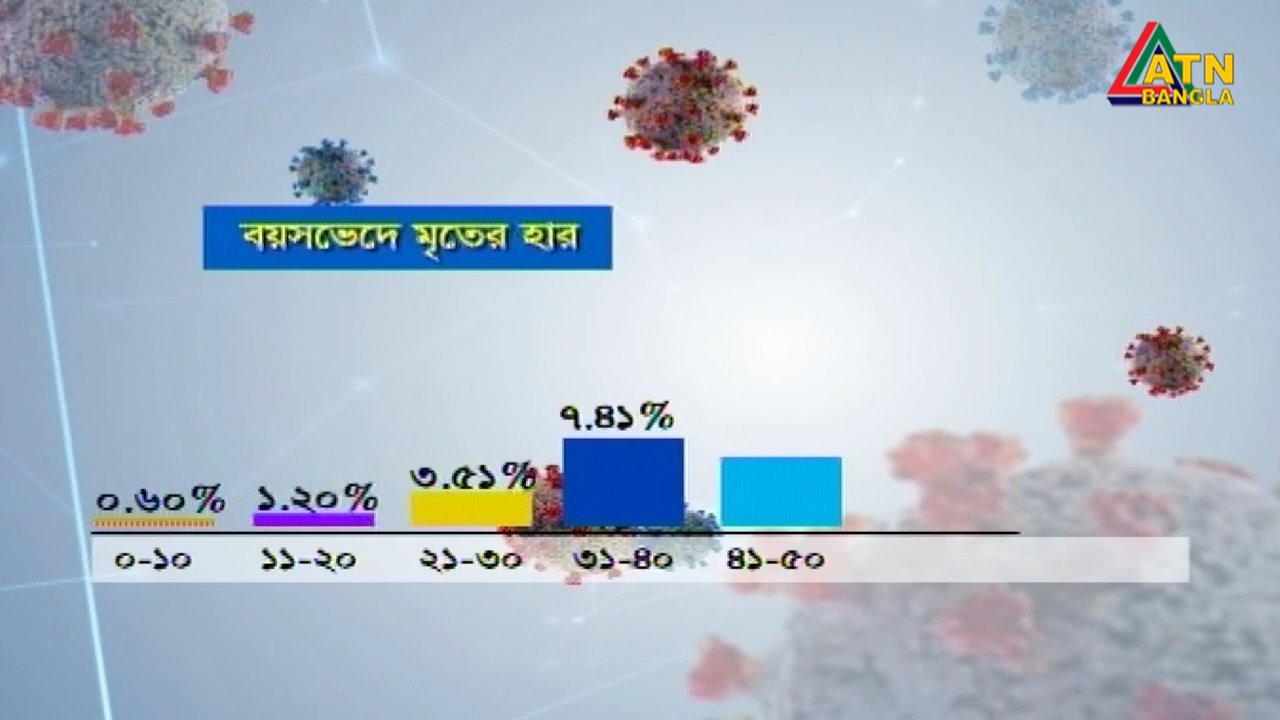 ATN
BANGLA
বয়সভেদে মৃতের হার
৭.৪১%
০.৬০% ১.২০% ৩.৫১%
০-১০ ১১-২০ ২১-৩০ ৩১-৪০ ৪১-৫০